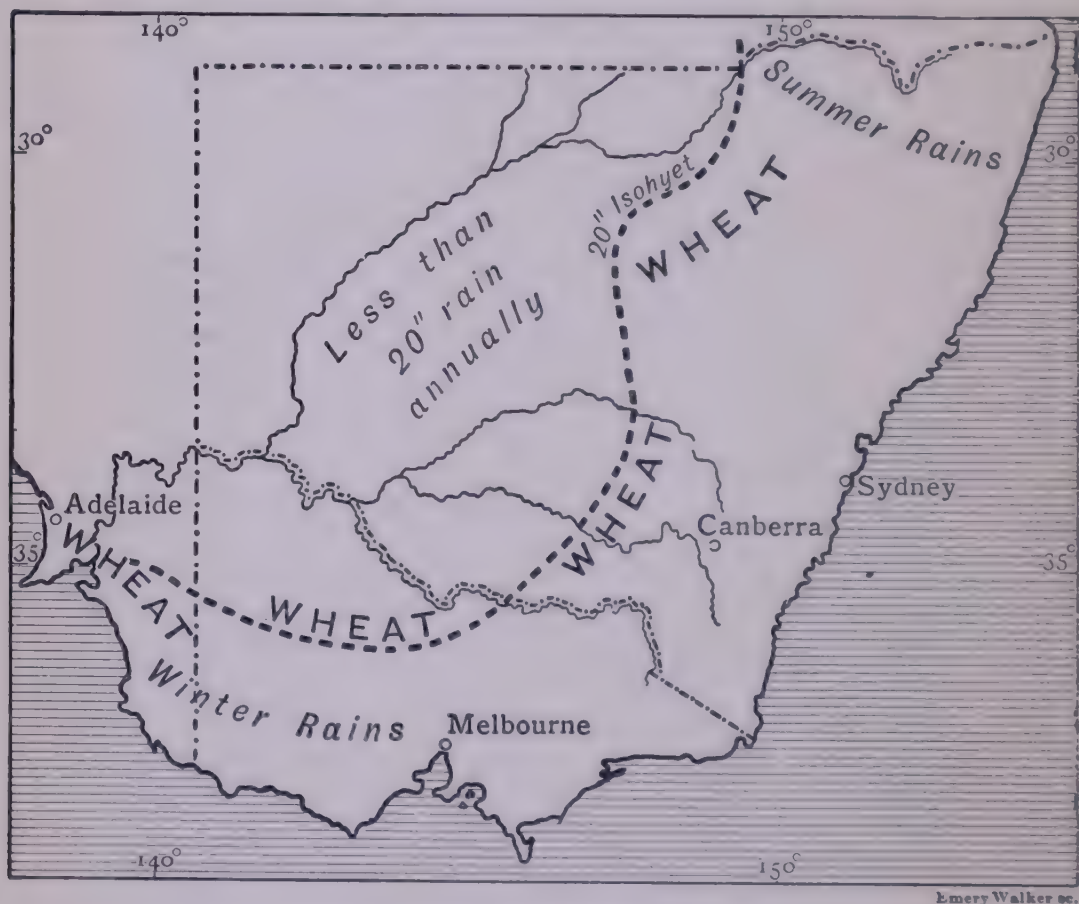 140°
150°
30°
30°
Summer Rains
20" Isohyet
WHEAT
Less than
20" rain
annually
WHEAT
Adelaide
Sydney
Canberra
35°
35°
WHEAT
WHEAT
Winter Rains
Melbourne
140°
150°
Emery Walker sc.